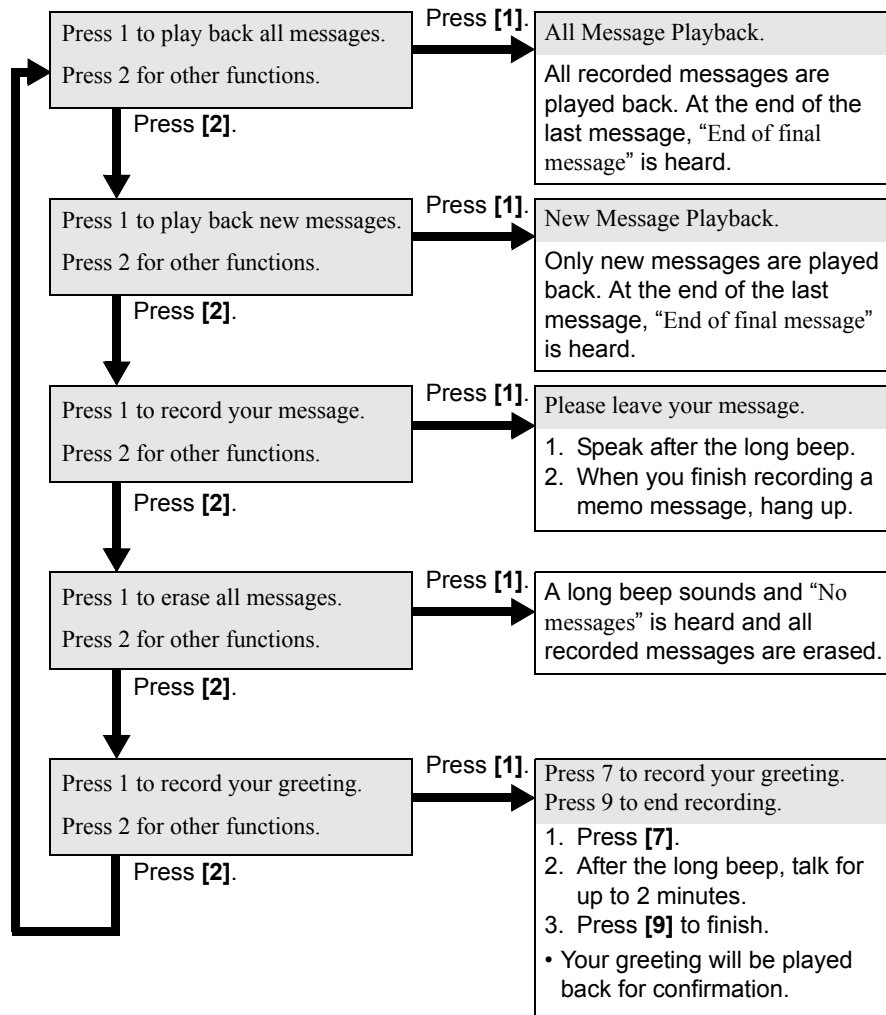 Press 1 to play back all messages.
Press 2 for other functions.
Press [1].
All Message Playback.
All recorded messages are
played back. At the end of the
last message, “End of final
message” is heard.
Press [2].
Press 1 to play back new messages.
Press 2 for other functions.
Press [1].
New Message Playback.
Only new messages are played
back. At the end of the last
message, “End of final message”
is heard.
Press [2].
Press 1 to record your message.
Press 2 for other functions.
Press [1].
Please leave your message.
1. Speak after the long beep.
2. When you finish recording a
memo message, hang up.
Press [2].
Press 1 to erase all messages.
Press 2 for other functions.
Press [1].
A long beep sounds and “No
messages” is heard and all
recorded messages are erased.
Press [2].
Press 1 to record your greeting.
Press 2 for other functions.
Press [1].
Press 7 to record your greeting.
Press 9 to end recording.
1. Press [7].
2. After the long beep, talk for
up to 2 minutes.
3. Press [9] to finish.
• Your greeting will be played
back for confirmation.
Press [2].